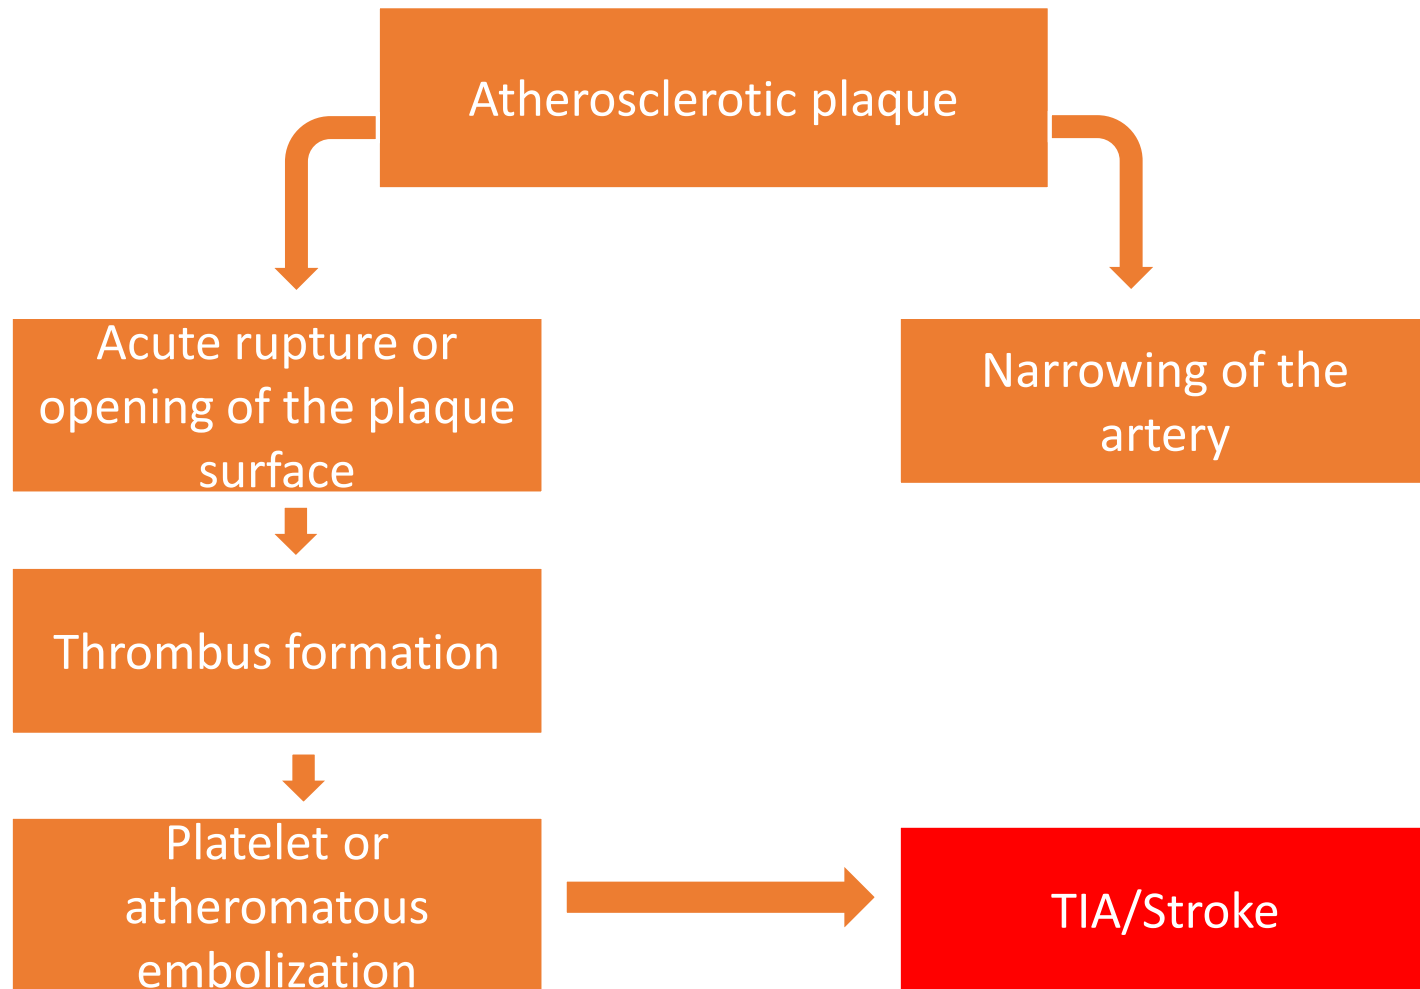 Atherosclerotic plaque
Acute rupture or
opening of the plaque
surface
Narrowing of the
artery
Thrombus formation
Platelet or
atheromatous
embolization
TIA/Stroke